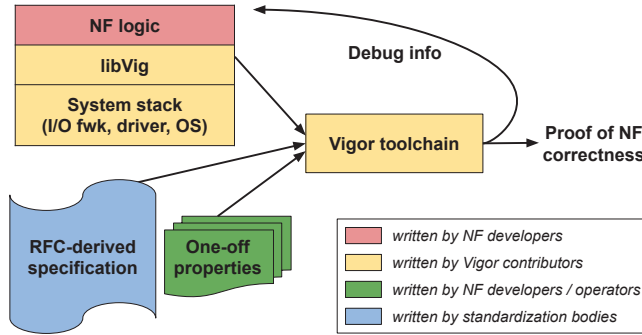 NF logic
libVig
System stack
(I/O fwk, driver, OS)
Debug info
Vigor toolchain
Proof of NF
correctness
RFC-derived
specification
One-off
properties
written by NF developers
written by Vigor contributors
written by NF developers / operators
written by standardization bodies